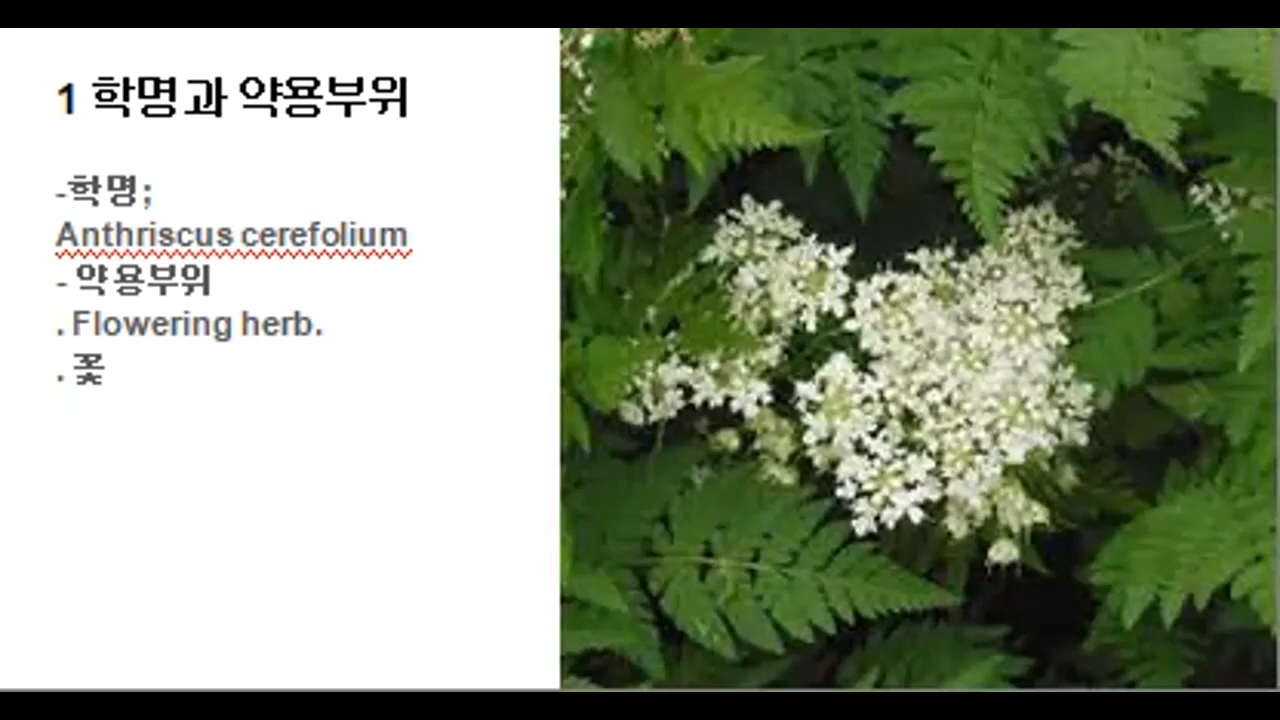 1 학명과 약용부위
-학명;
Anthriscus cerefolium
- 약용부위
. Flowering herb.
. 꽃